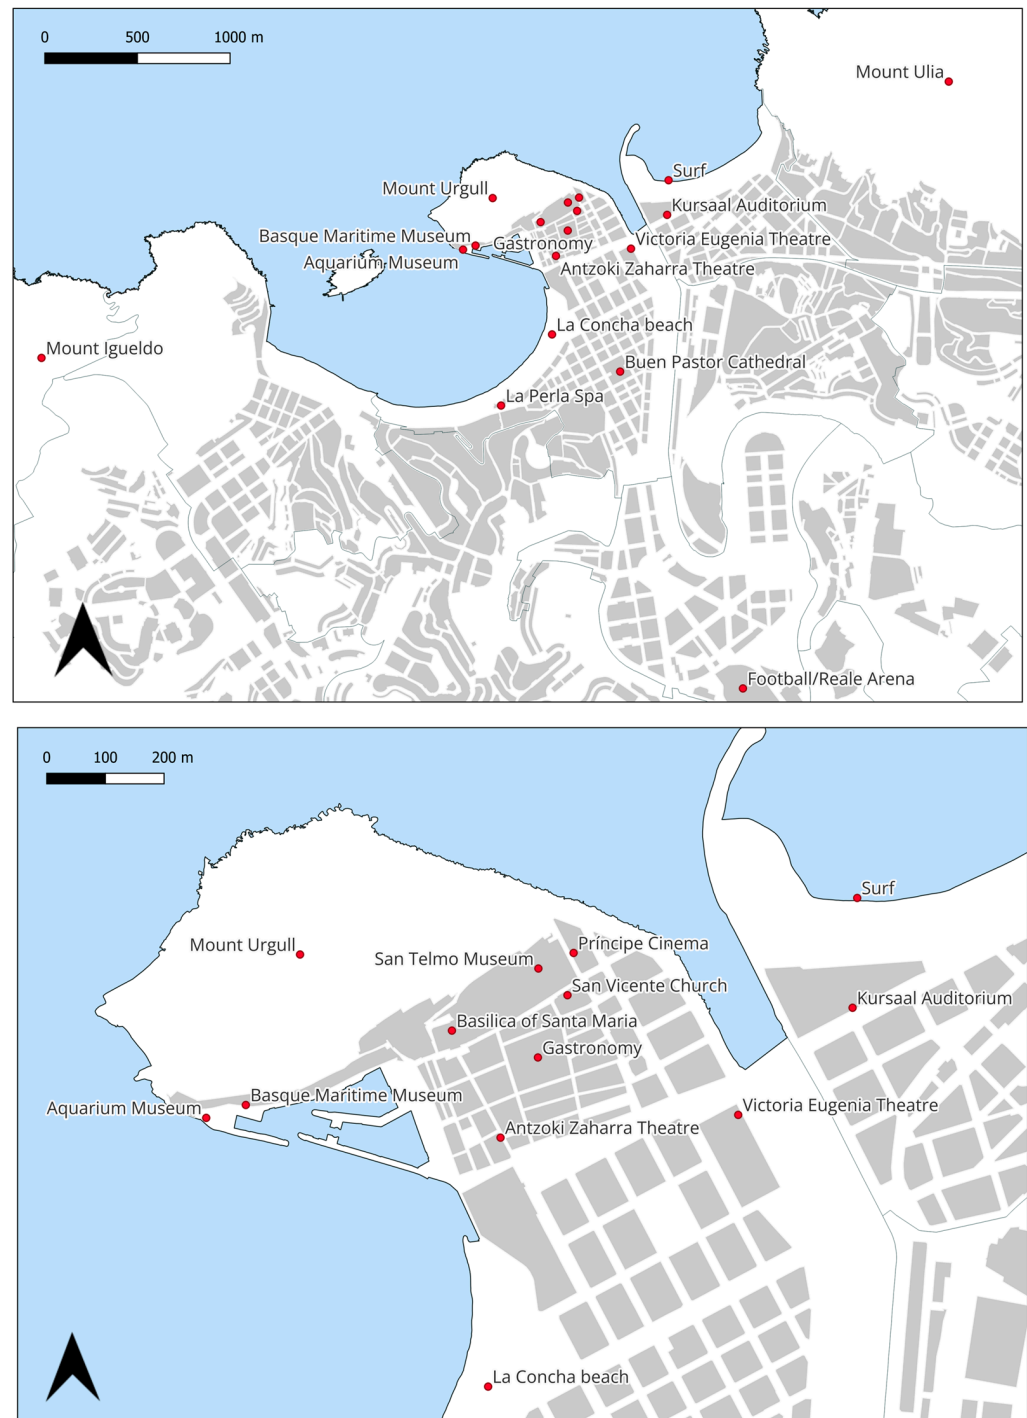 0 500 1000 m
Mount Ulia
Surf
Mount Urgull
Kursaal Auditorium
Basque Maritime Museum
Gastronomy
Victoria Eugenia Theatre
Aquarium Museum
Antzoki Zaharra Theatre
La Concha beach
Mount Igueldo
Buen Pastor Cathedral
La Perla Spa
Football/Reale Arena
0 100 200 m
Surf
Mount Urgull
Príncipe Cinema
San Telmo Museum
San Vicente Church
Kursaal Auditorium
Basilica of Santa Maria
Gastronomy
Basque Maritime Museum
Aquarium Museum
Victoria Eugenia Theatre
Antzoki Zaharra Theatre
La Concha beach